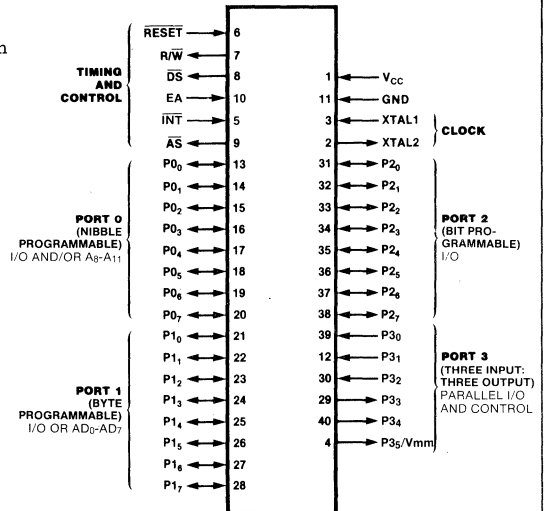 n
TIMING
AND
CONTROL
RESET 6
R/W 7
DS 8
EA 10
INT 5
AS 9
PORT 0
(NIBBLE
PROGRAMMABLE)
I/O AND/OR A8-A11
P00 13
P01 14
P02 15
P03 16
P04 17
P05 18
P06 19
P07 20
PORT 1
(BYTE
PROGRAMMABLE)
I/O OR AD0-AD7
P10 21
P11 22
P12 23
P13 24
P14 25
P15 26
P16 27
P17 28
1 VCC
11 GND
3 XTAL1
2 XTAL2
CLOCK
31 P20
32 P21
33 P22
34 P23
35 P24
36 P25
37 P26
38 P27
PORT 2
(BIT PRO-
GRAMMABLE)
I/O
39 P30
12 P31
30 P32
29 P33
40 P34
4 P35/Vmm
PORT 3
(THREE INPUT:
THREE OUTPUT)
PARALLEL I/O
AND CONTROL